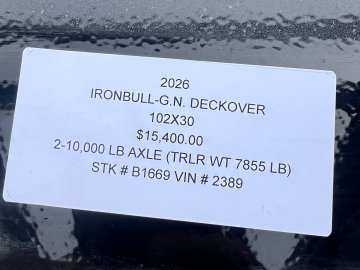 2026
IRONBULL-G.N. DECKOVER
102X30
$15,400.00
2-10,000 LB AXLE (TRLR WT 7855 LB)
STK # B1669 VIN # 2389